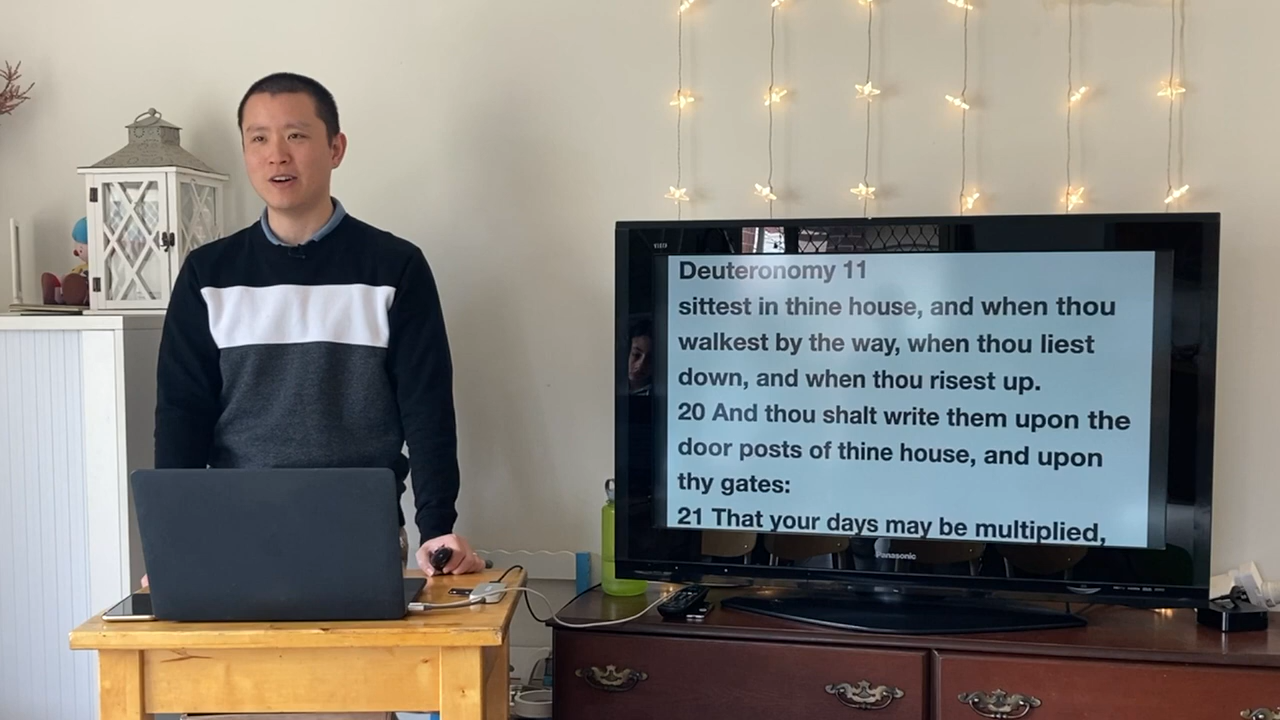 Deuteronomy 11
sittest in thine house, and when thou
walkest by the way, when thou liest
down, and when thou risest up.
20 And thou shalt write them upon the
door posts of thine house, and upon
thy gates:
21 That your days may be multiplied,
Panasonic